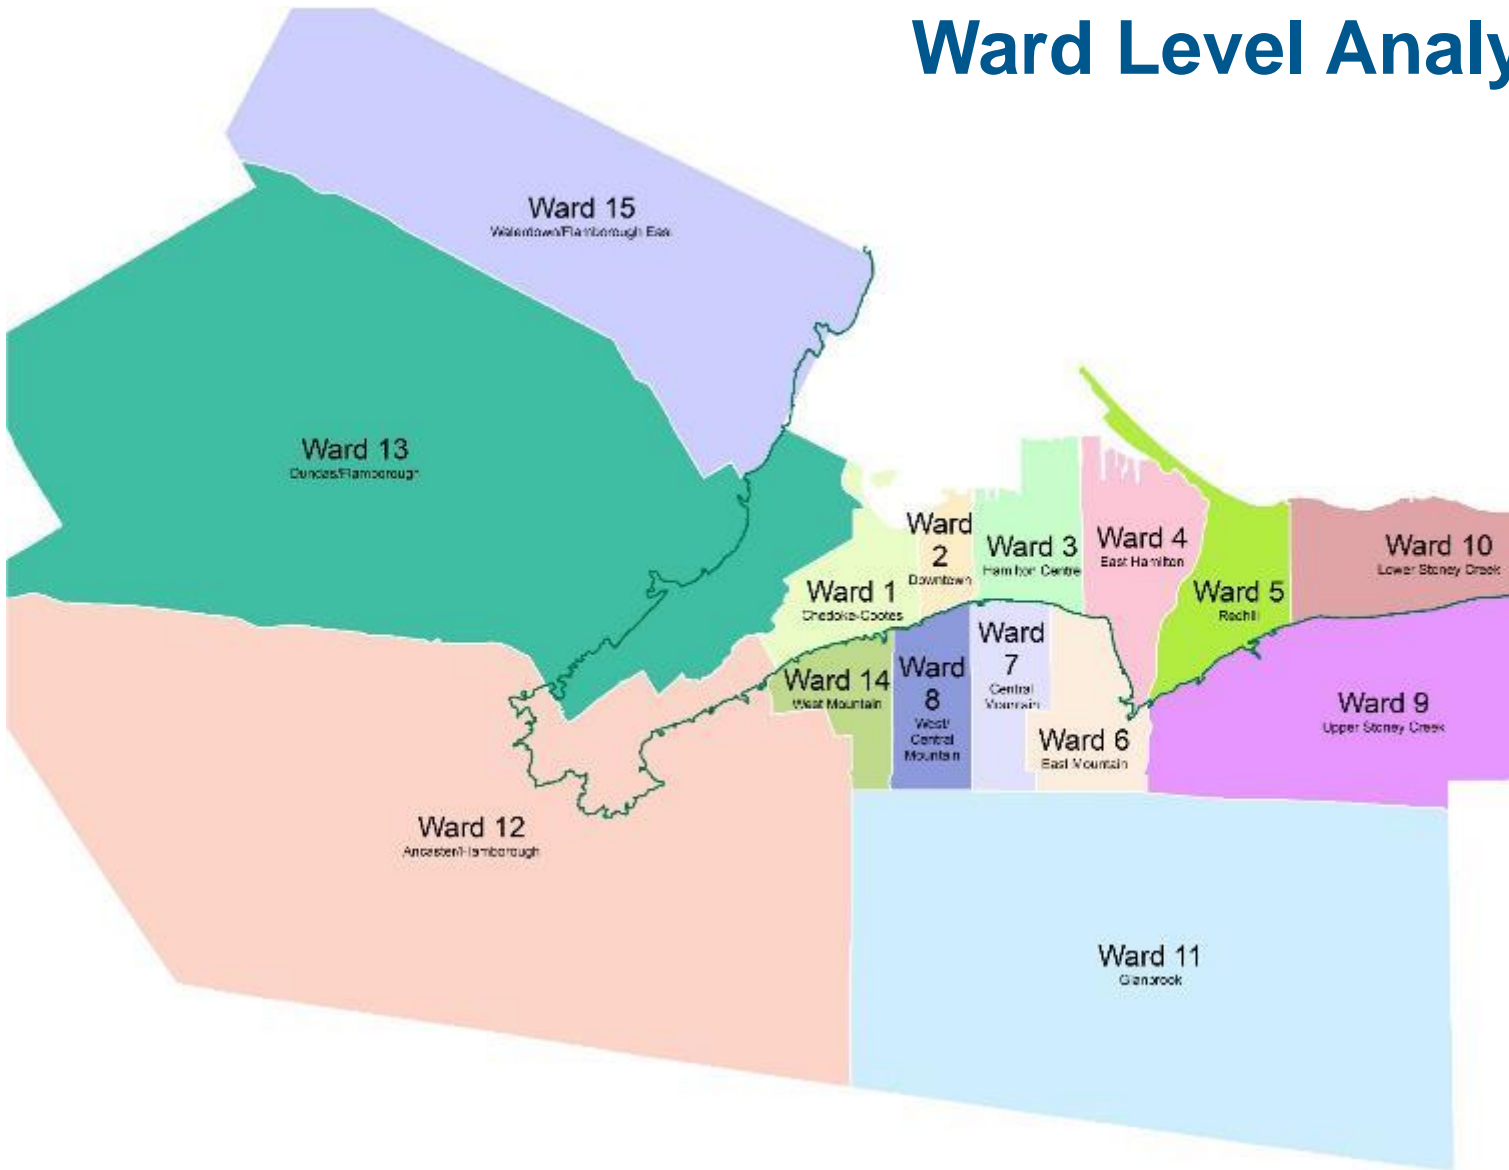 Ward Level Analy
Ward 15
Waterdown/Flamborough East
Ward 13
Dundas/Flamborough
Ward
2
Downtown
Ward 3
Hamilton Centre
Ward 4
East Hamilton
Ward 10
Lower Stoney Creek
Ward 1
Chedoke-Cootes
Ward 5
Redhill
Ward
7
Central
Mountain
Ward 14
West Mountain
Ward
8
West/
Central
Mountain
Ward 9
Upper Stoney Creek
Ward 6
East Mountain
Ward 12
Ancaster/Flamborough
Ward 11
Glanbrook